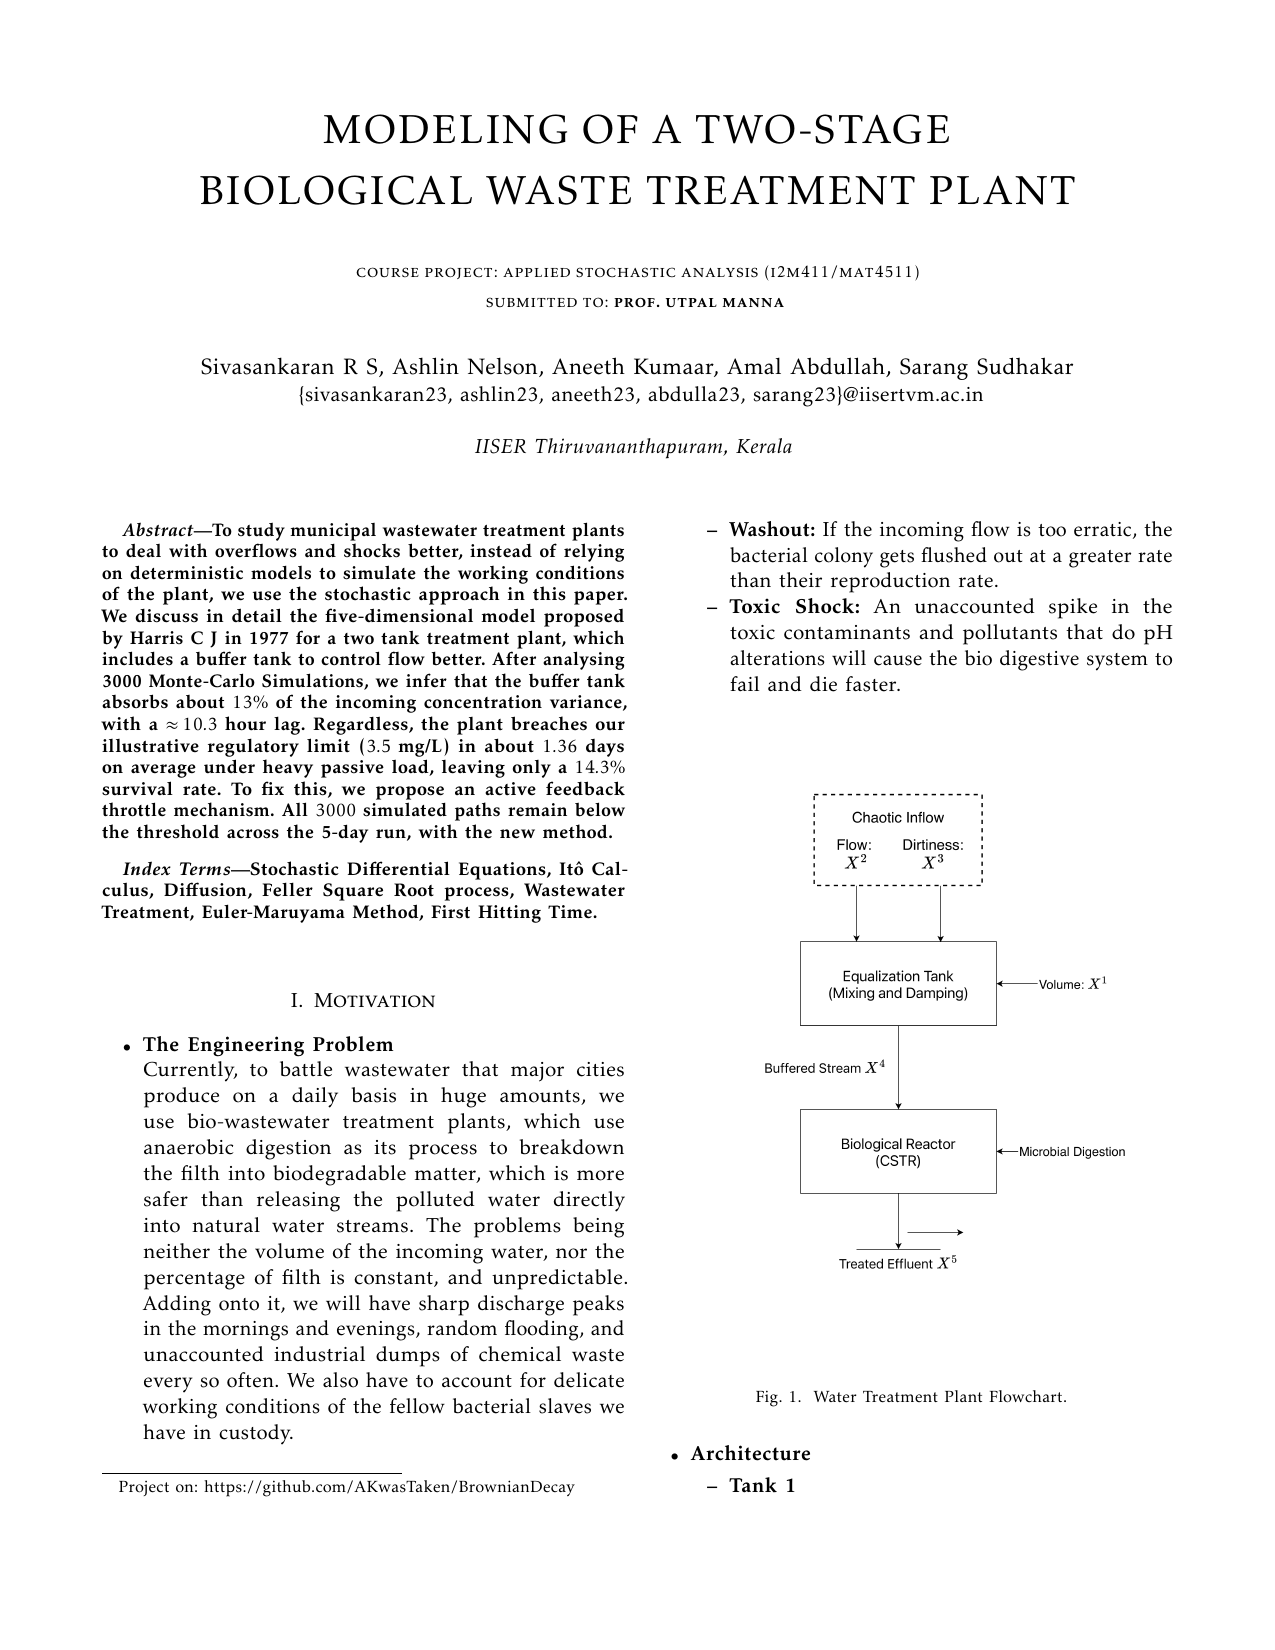 MODELING OF A TWO-STAGE
BIOLOGICAL WASTE TREATMENT PLANT
COURSE PROJECT: APPLIED STOCHASTIC ANALYSIS (I2M411/MAT4511)
SUBMITTED TO: PROF. UTPAL MANNA
Sivasankaran R S, Ashlin Nelson, Aneeth Kumaar, Amal Abdullah, Sarang Sudhakar
{sivasankaran23, ashlin23, aneeth23, abdulla23, sarang23}@iisertvm.ac.in
IISER Thiruvananthapuram, Kerala
Abstract—To study municipal wastewater treatment plants
to deal with overflows and shocks better, instead of relying
on deterministic models to simulate the working conditions
of the plant, we use the stochastic approach in this paper.
We discuss in detail the five-dimensional model proposed
by Harris C J in 1977 for a two tank treatment plant, which
includes a buffer tank to control flow better. After analysing
3000 Monte-Carlo Simulations, we infer that the buffer tank
absorbs about 13% of the incoming concentration variance,
with a ≈ 10.3 hour lag. Regardless, the plant breaches our
illustrative regulatory limit (3.5 mg/L) in about 1.36 days
on average under heavy passive load, leaving only a 14.3%
survival rate. To fix this, we propose an active feedback
throttle mechanism. All 3000 simulated paths remain below
the threshold across the 5-day run, with the new method.
Index Terms—Stochastic Differential Equations, Itô Cal-
culus, Diffusion, Feller Square Root process, Wastewater
Treatment, Euler-Maruyama Method, First Hitting Time.
I. MOTIVATION
• The Engineering Problem
Currently, to battle wastewater that major cities
produce on a daily basis in huge amounts, we
use bio-wastewater treatment plants, which use
anaerobic digestion as its process to breakdown
the filth into biodegradable matter, which is more
safer than releasing the polluted water directly
into natural water streams. The problems being
neither the volume of the incoming water, nor the
percentage of filth is constant, and unpredictable.
Adding onto it, we will have sharp discharge peaks
in the mornings and evenings, random flooding, and
unaccounted industrial dumps of chemical waste
every so often. We also have to account for delicate
working conditions of the fellow bacterial slaves we
have in custody.
Project on: https://github.com/AKwasTaken/BrownianDecay
– Washout: If the incoming flow is too erratic, the
bacterial colony gets flushed out at a greater rate
than their reproduction rate.
– Toxic Shock: An unaccounted spike in the
toxic contaminants and pollutants that do pH
alterations will cause the bio digestive system to
fail and die faster.
Chaotic Inflow
Flow: Dirtiness:
X² X³
Equalization Tank
(Mixing and Damping)
Volume: X¹
Buffered Stream X⁴
Biological Reactor
(CSTR)
Microbial Digestion
Treated Effluent X⁵
Fig. 1. Water Treatment Plant Flowchart.
• Architecture
– Tank 1